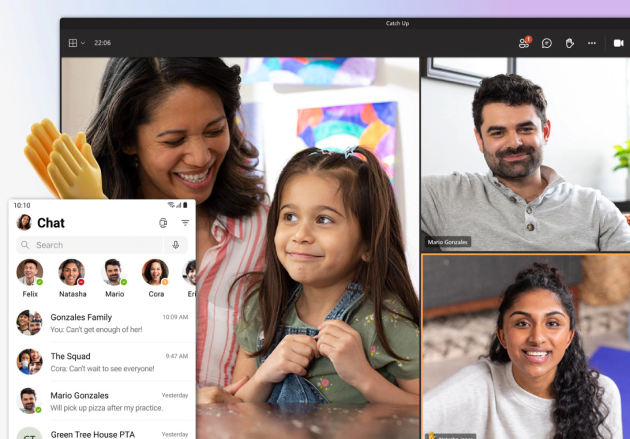 Catch Up
22:06
1
Mario Gonzales
10:10
Chat
Search
Felix
Natasha
Mario
Cora
Eri
Gonzales Family 10:09 AM
You: Can't get enough of her!
The Squad 9:47 AM
Cora: Can't wait to see everyone!
Mario Gonzales Yesterday
Will pick up pizza after my practice.
GT
Green Tree House PTA Yesterday